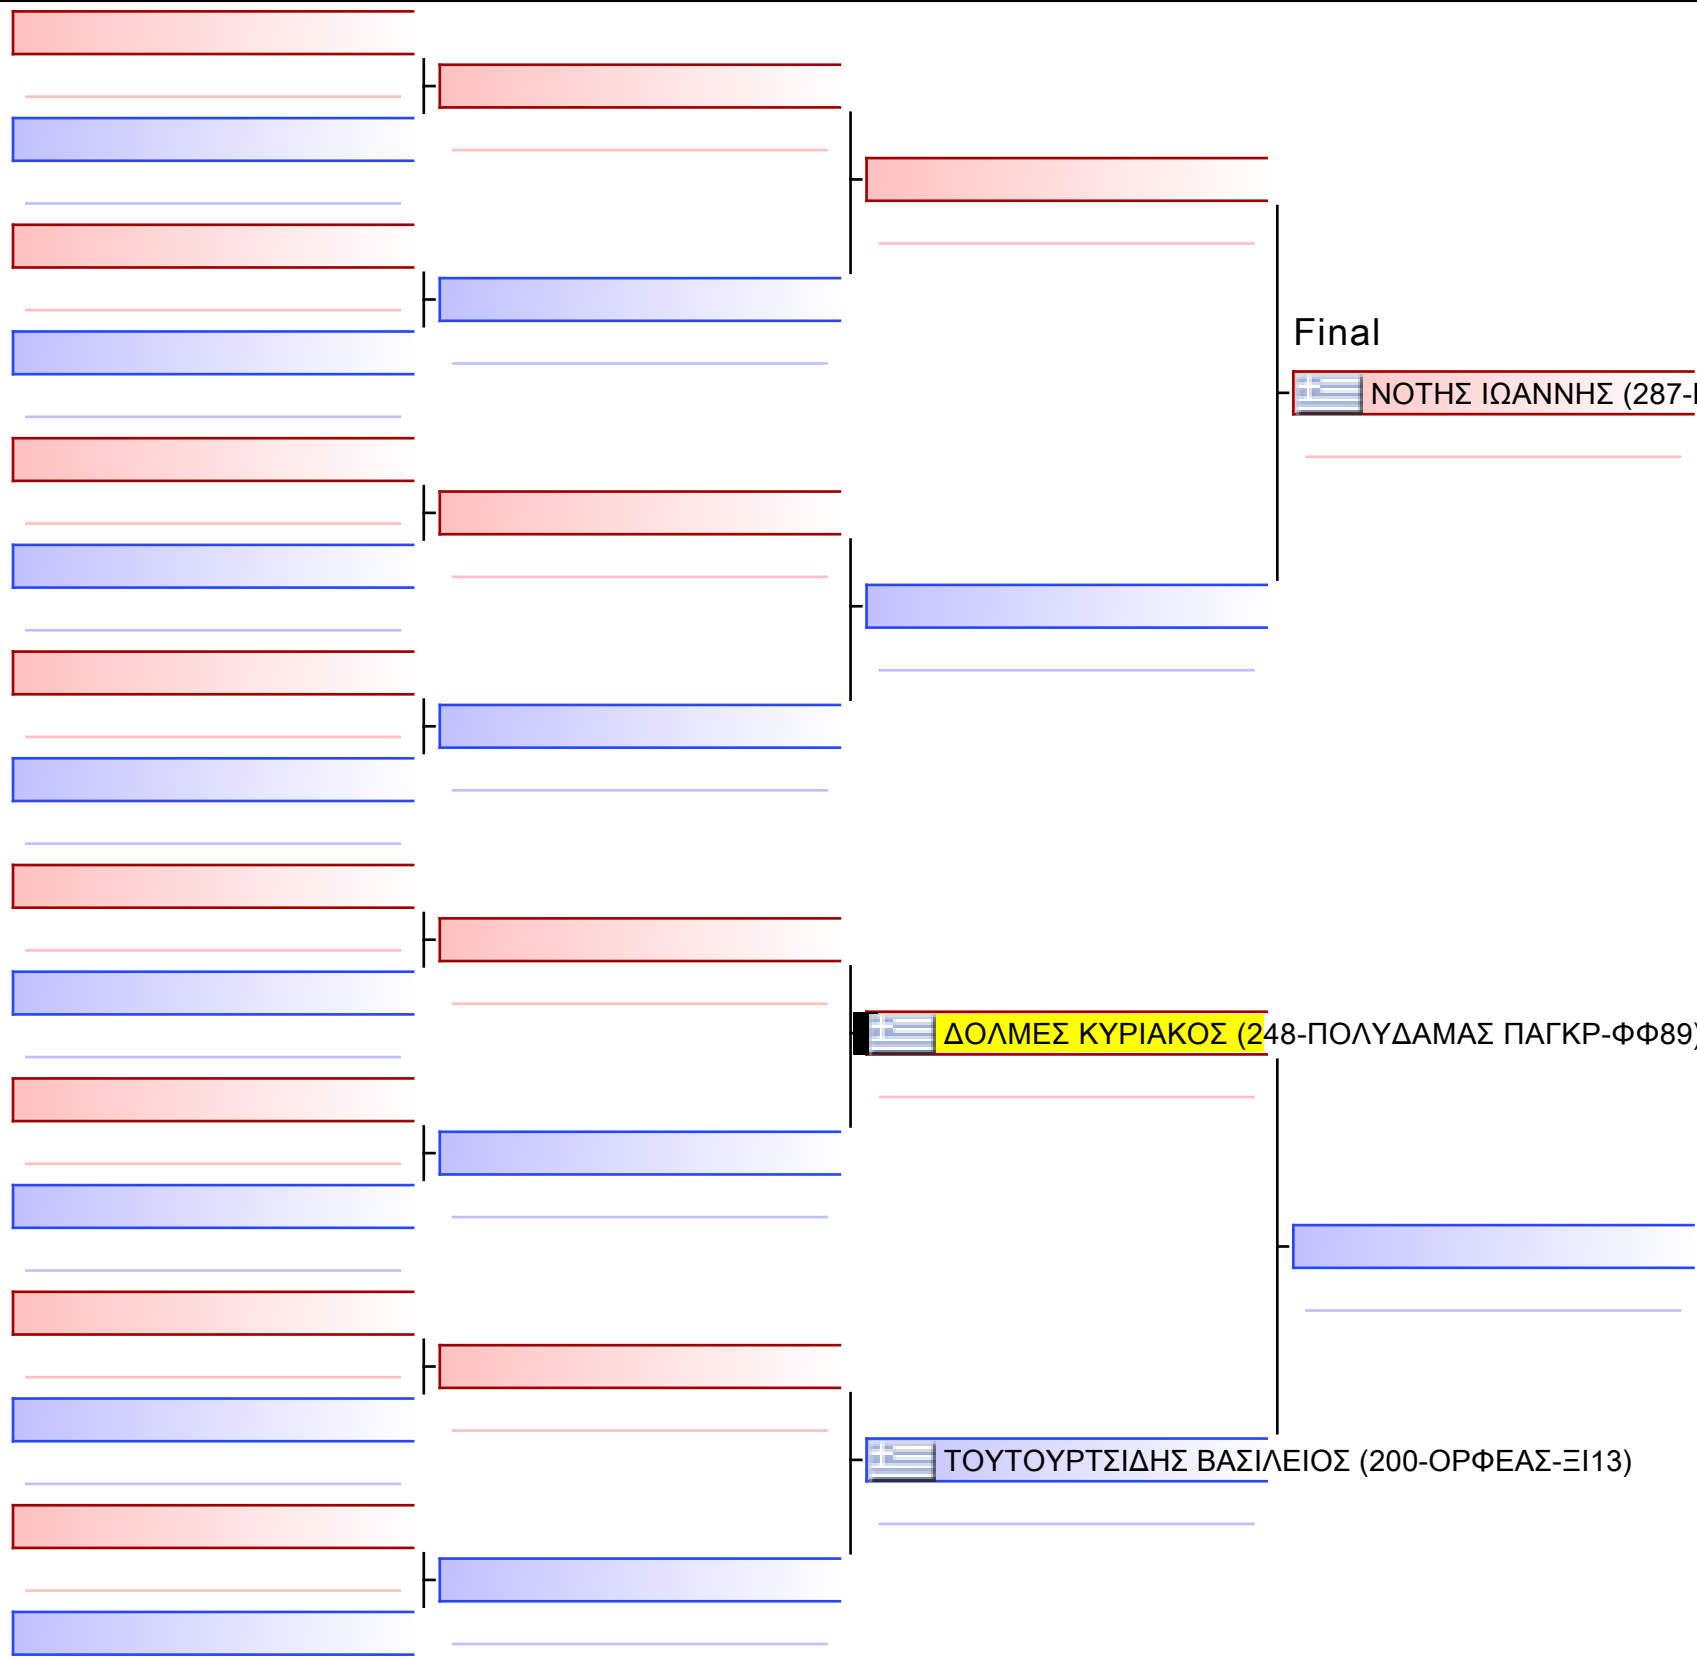 Final
ΝΟΤΗΣ ΙΩΑΝΝΗΣ (287-
ΔΟΛΜΕΣ ΚΥΡΙΑΚΟΣ (248-ΠΟΛΥΔΑΜΑΣ ΠΑΓΚΡ-ΦΦ89)
ΤΟΥΤΟΥΡΤΣΙΔΗΣ ΒΑΣΙΛΕΙΟΣ (200-ΟΡΦΕΑΣ-ΞΙ13)